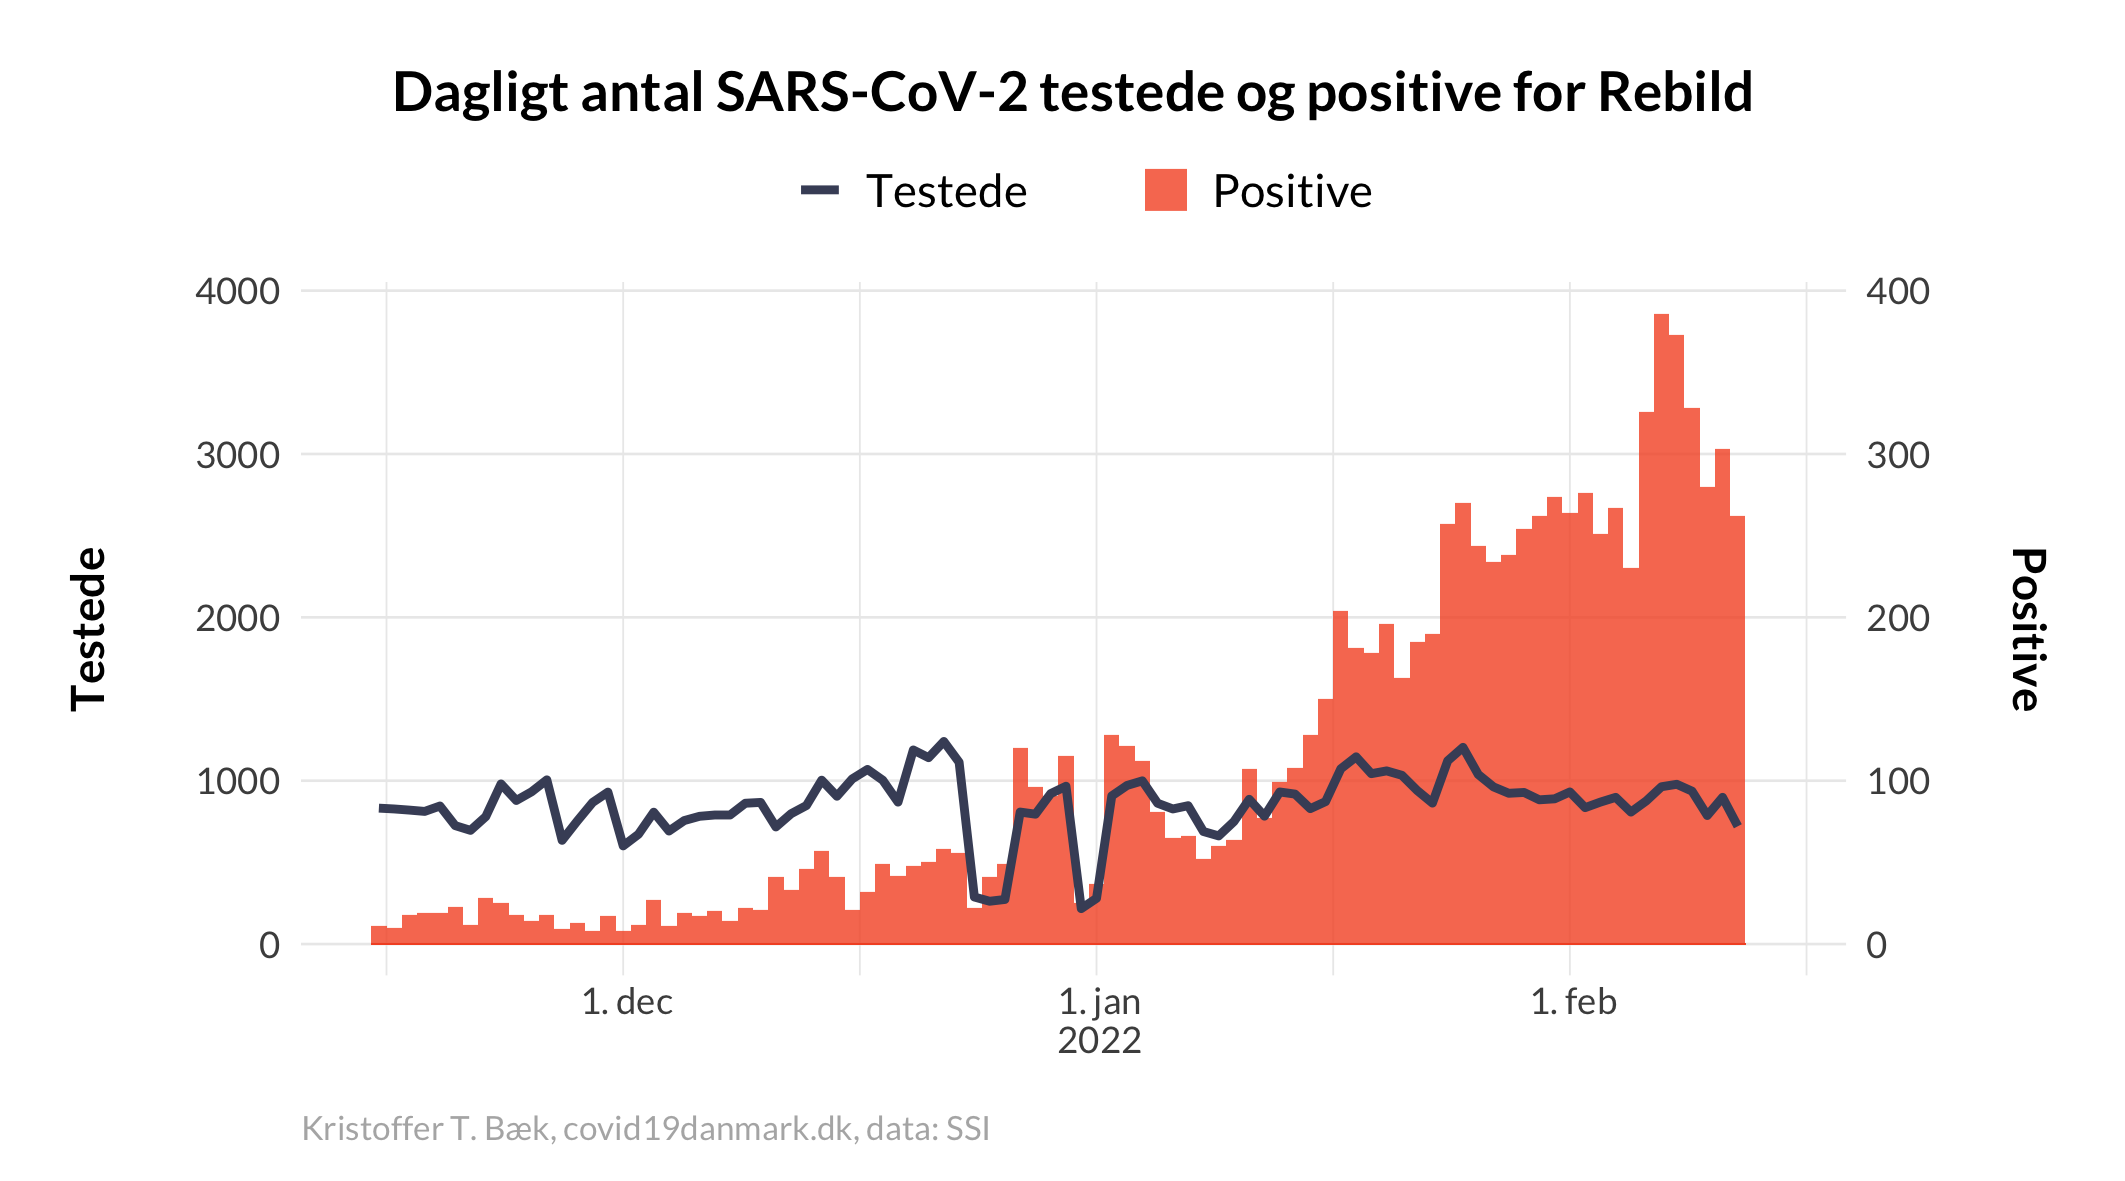 Dagligt antal SARS-CoV-2 testede og positive for Rebild
Testede
Positive
4000
3000
2000
1000
0
400
300
200
100
0
Testede
Positive
1. dec
1. jan
2022
1. feb
Kristoffer T. Bæk, covid19danmark.dk, data: SSI